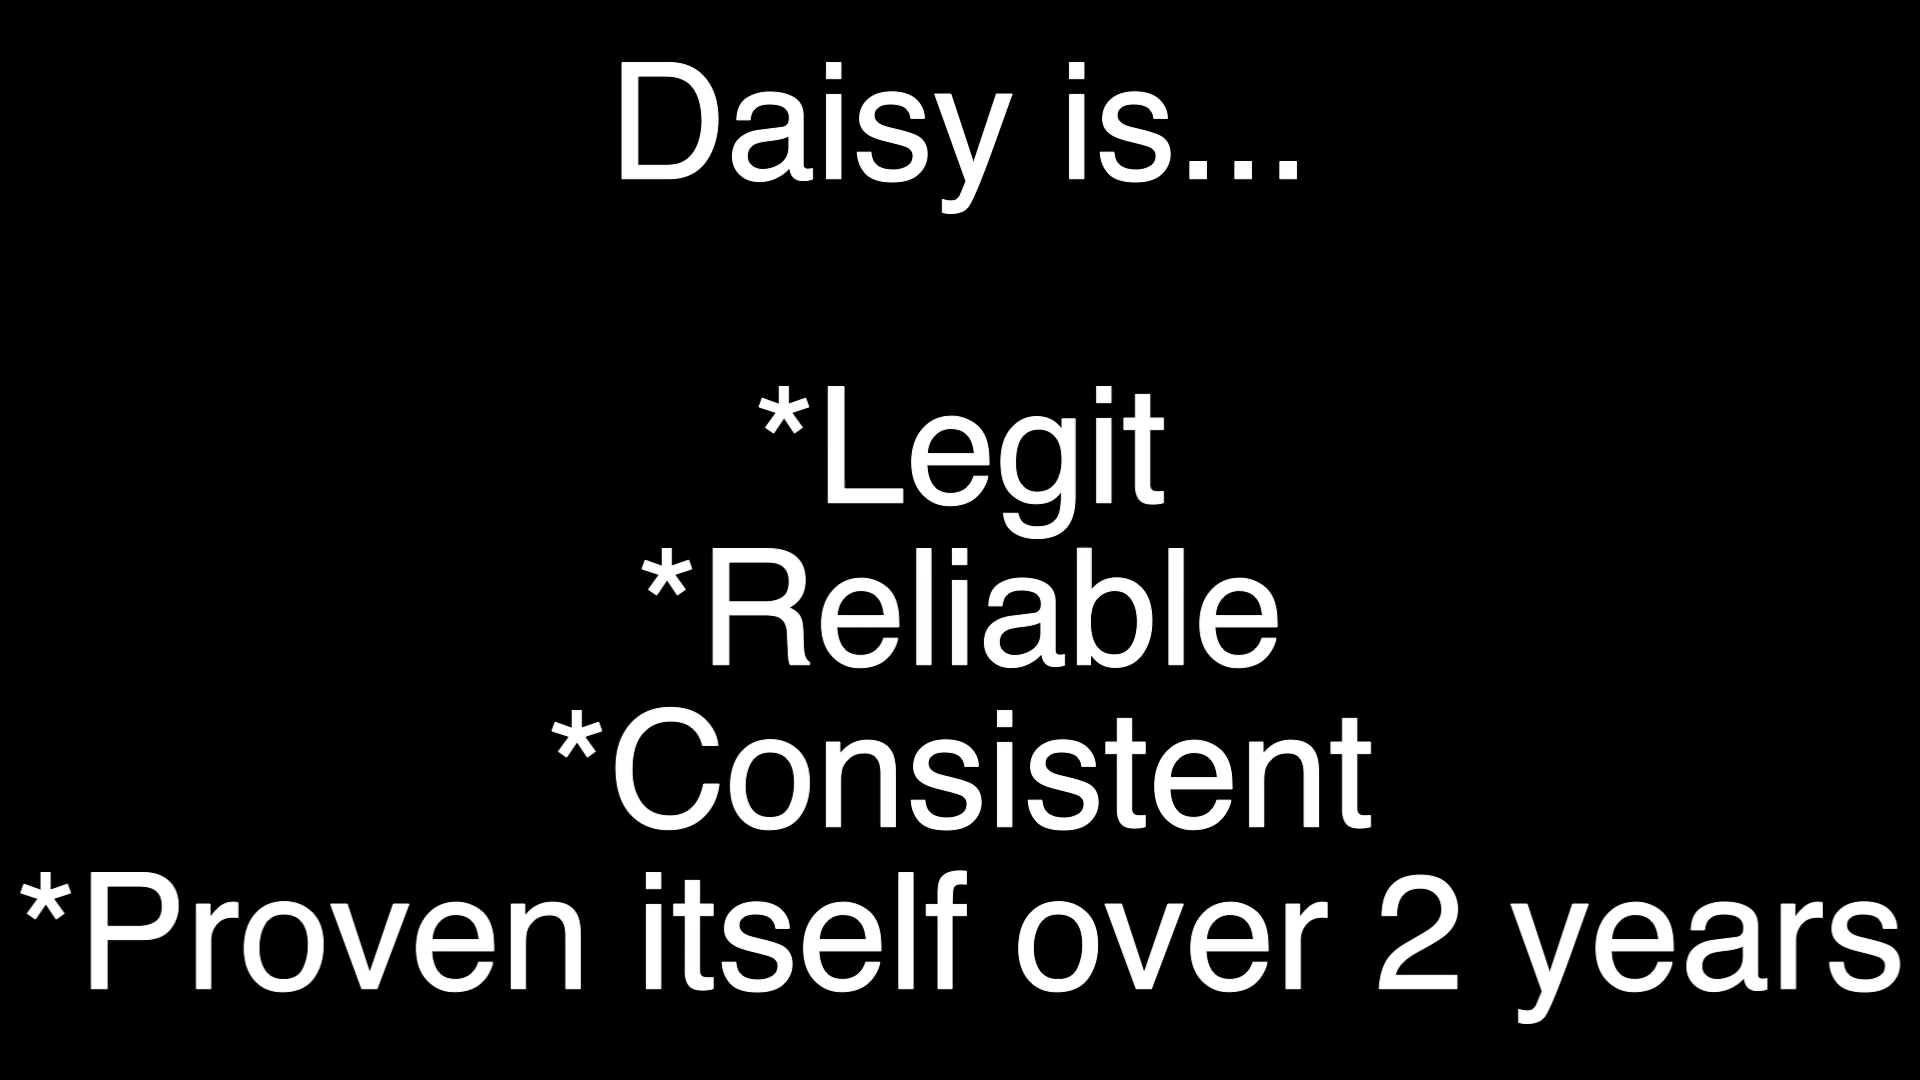 Daisy is...
*Legit
*Reliable
*Consistent
*Proven itself over 2 years